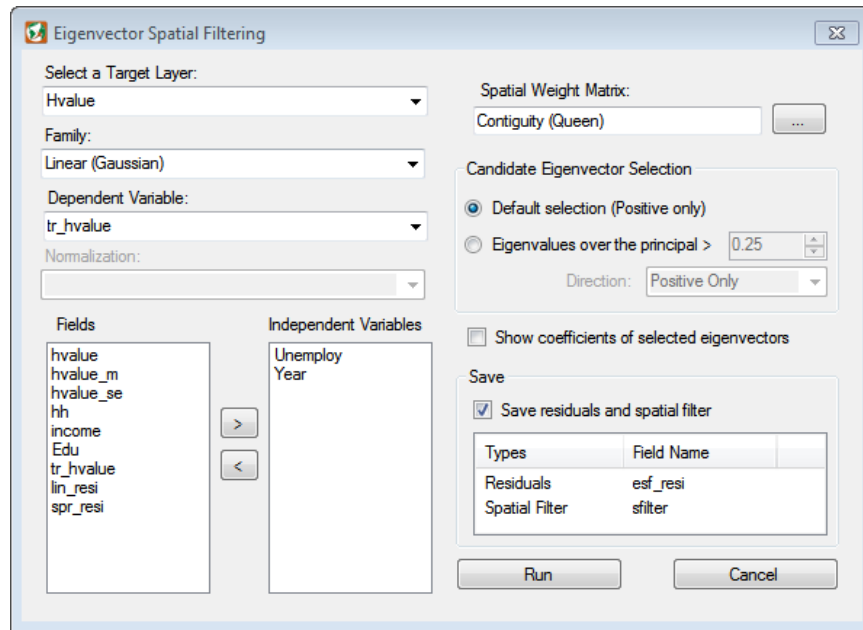 Eigenvector Spatial Filtering
Select a Target Layer:
Hvalue
Family:
Linear (Gaussian)
Dependent Variable:
tr_hvalue
Normalization:
Fields
hvalue
hvalue_m
hvalue_se
hh
income
Edu
tr_hvalue
lin_resi
spr_resi
>
<
Independent Variables
Unemploy
Year
Spatial Weight Matrix:
Contiguity (Queen)
...
Candidate Eigenvector Selection
Default selection (Positive only)
Eigenvalues over the principal > 0.25
Direction: Positive Only
Show coefficients of selected eigenvectors
Save
Save residuals and spatial filter
Types Field Name
Residuals esf_resi
Spatial Filter sfilter
Run Cancel